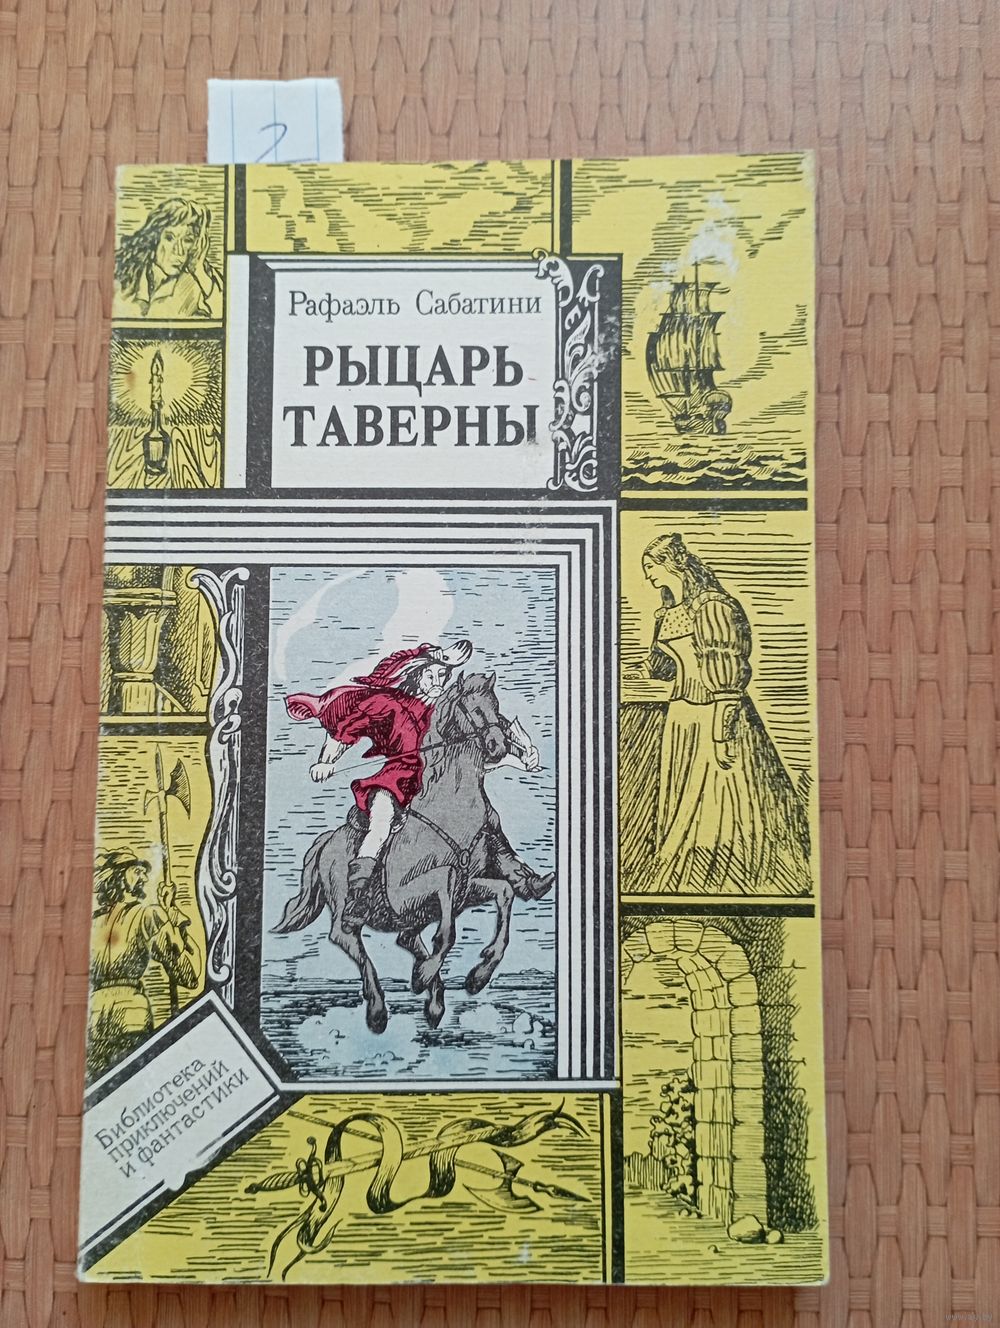 2
Рафаэль Сабатини
РЫЦАРЬ
ТАВЕРНЫ
Библиотека
приключений
и фантастики